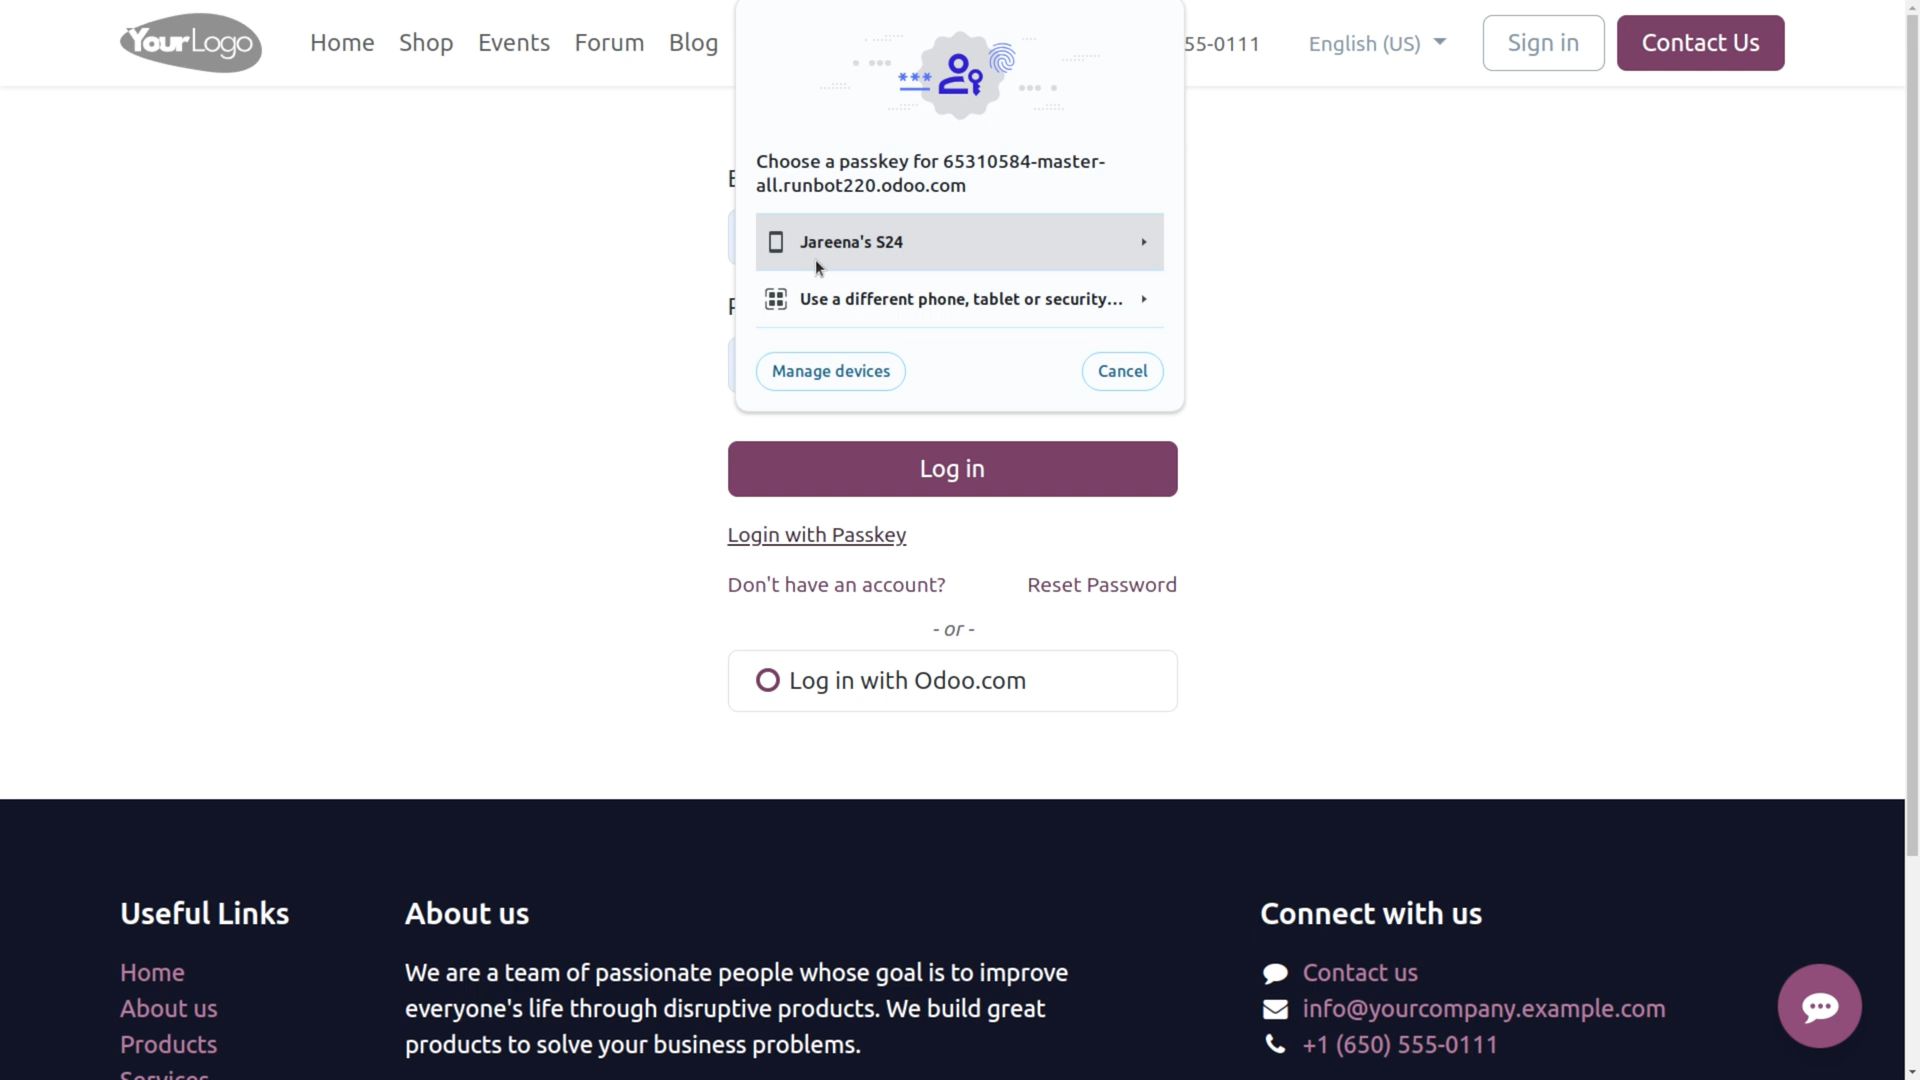 YourLogo
Home Shop Events Forum Blog
55-0111
English (US)
Sign in
Contact Us
***
Choose a passkey for 65310584-master-
all.runbot220.odoo.com
Jareena's S24
Use a different phone, tablet or security...
Manage devices
Cancel
Log in
Login with Passkey
Don't have an account?
Reset Password
- or -
Log in with Odoo.com
Useful Links
Home
About us
Products
Services
About us
We are a team of passionate people whose goal is to improve
everyone's life through disruptive products. We build great
products to solve your business problems.
Connect with us
Contact us
info@yourcompany.example.com
+1 (650) 555-0111